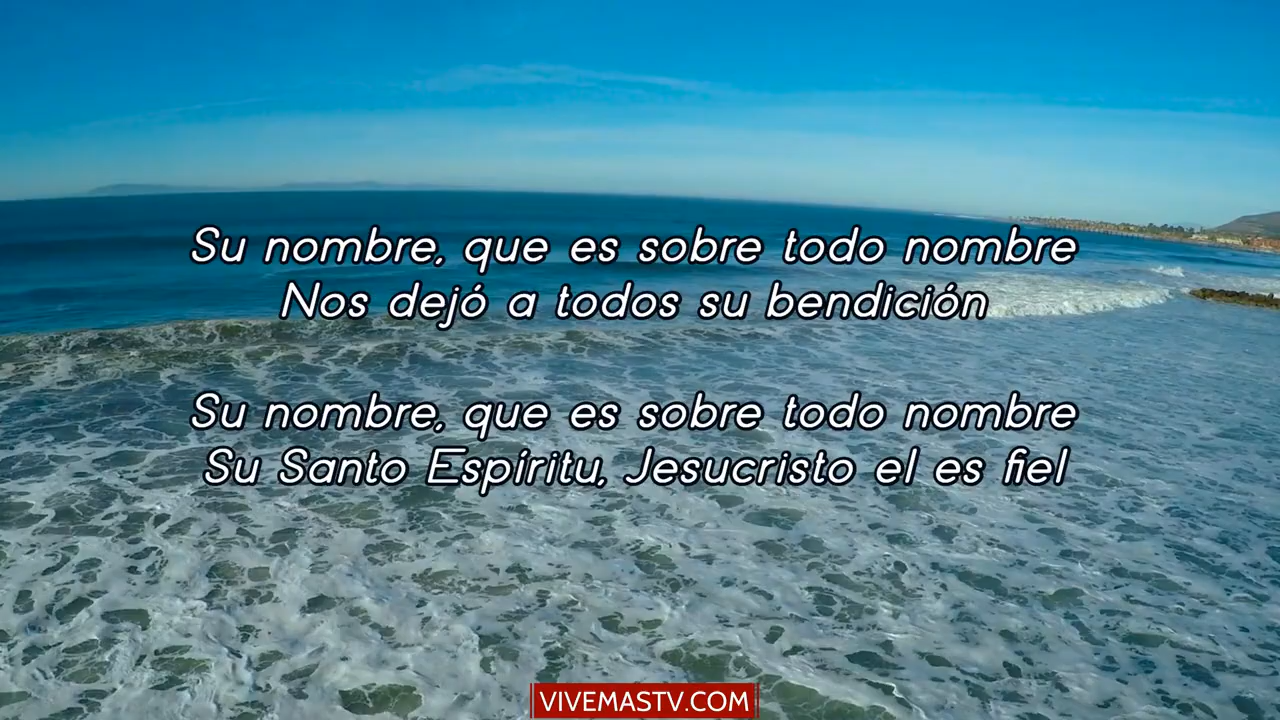 Su nombre, que es sobre todo nombre
Nos dejó a todos su bendición
Su nombre, que es sobre todo nombre
Su Santo Espíritu, Jesucristo el es fiel
VIVEMASTV.COM